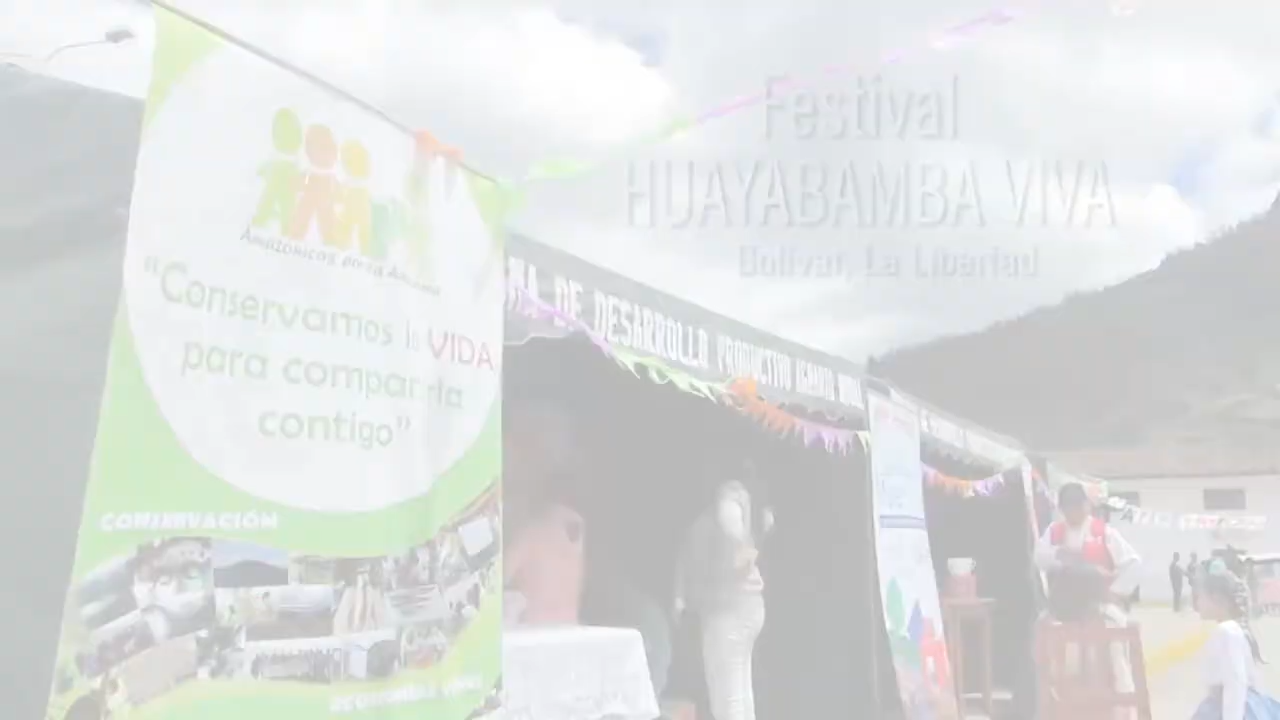 Festival
HUAYABAMBA VIVA
Bolívar, La Libertad
Amazónicos por la Amazonía
"Conservamos la VIDA
para compartirla
contigo"
DE DESARROLLO PRODUCTIVO
CONSERVACIÓN